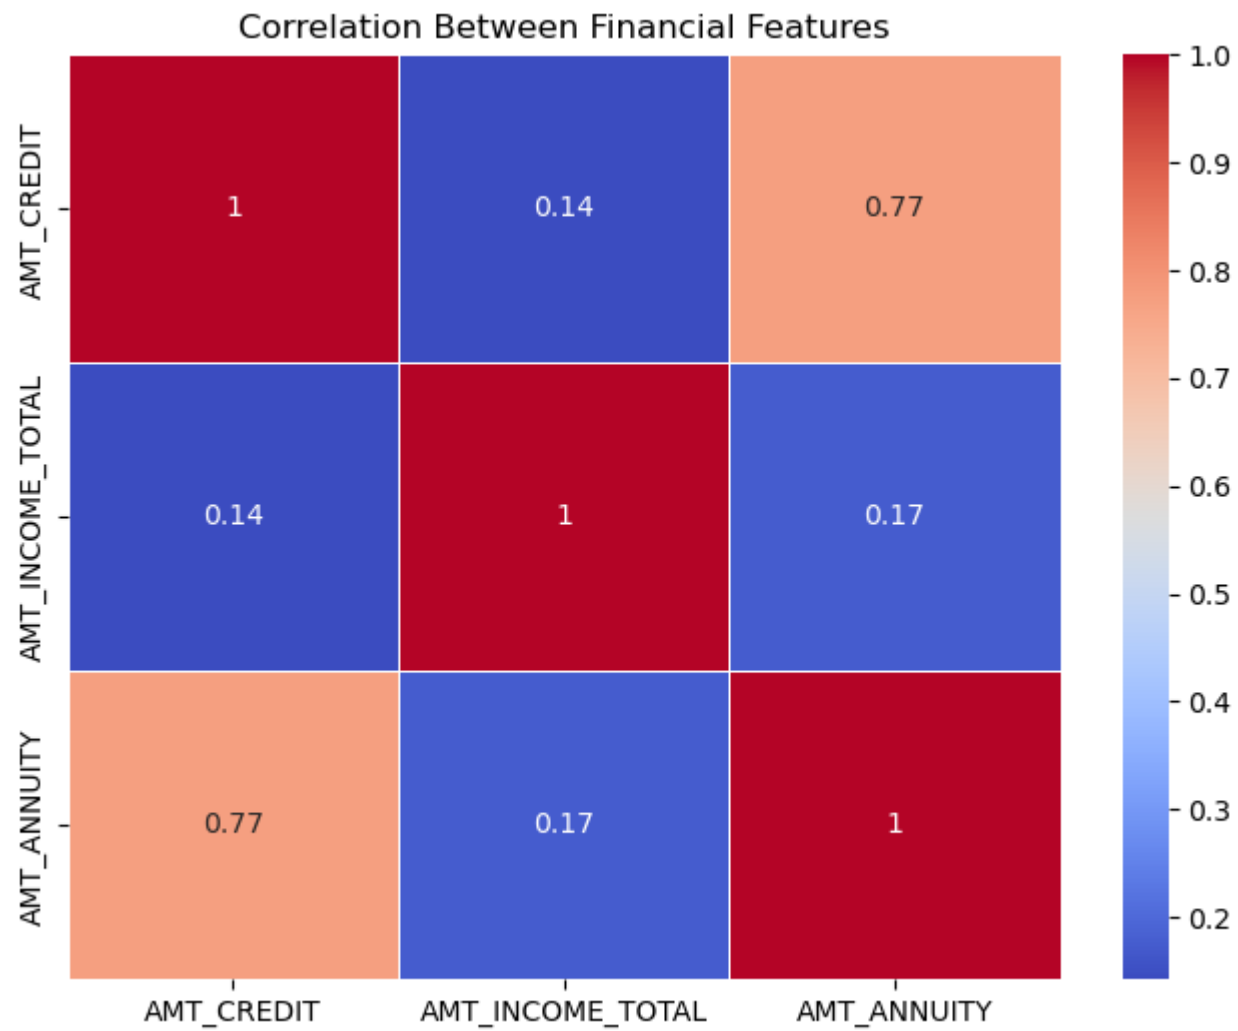 Correlation Between Financial Features
AMT_CREDIT
1
0.14
0.77
AMT_INCOME_TOTAL
0.14
1
0.17
AMT_ANNUITY
0.77
0.17
1
AMT_CREDIT
AMT_INCOME_TOTAL
AMT_ANNUITY
1.0
0.9
0.8
0.7
0.6
0.5
0.4
0.3
0.2